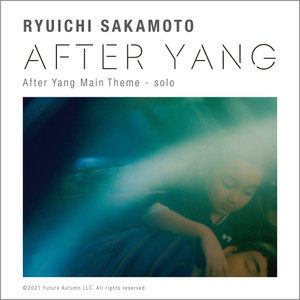 RYUICHI SAKAMOTO
AFTER YANG
After Yang Main Theme - solo
©2021 Future Autumn LLC. All rights reserved.